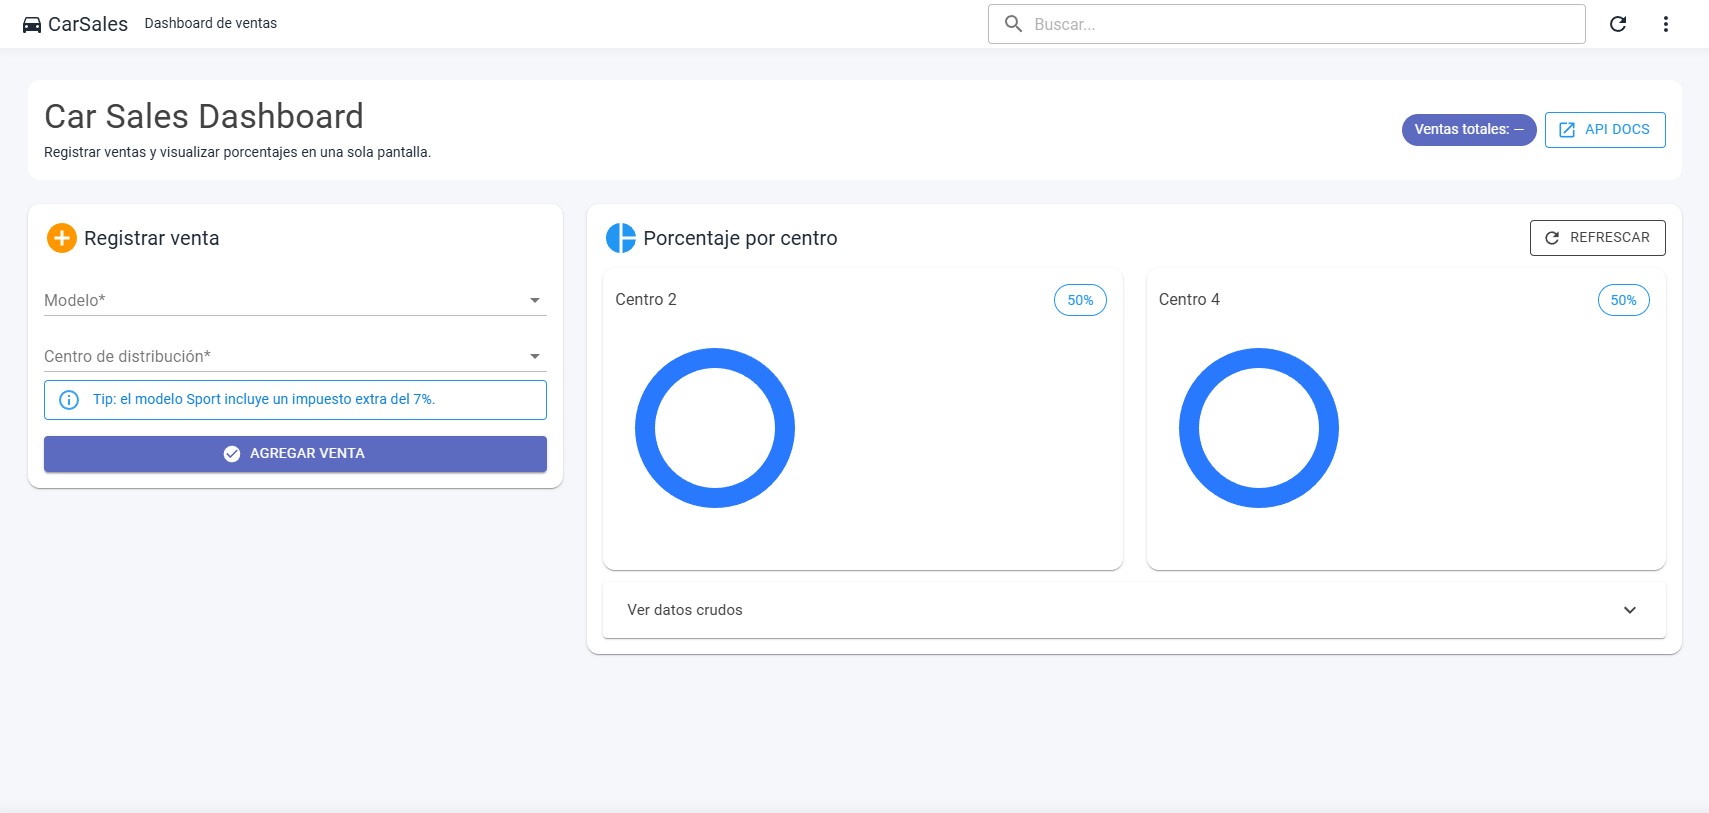 CarSales
Dashboard de ventas
Buscar...
Car Sales Dashboard
Registrar ventas y visualizar porcentajes en una sola pantalla.
Ventas totales: —
API DOCS
Registrar venta
Modelo*
Centro de distribución*
Tip: el modelo Sport incluye un impuesto extra del 7%.
AGREGAR VENTA
Porcentaje por centro
REFRESCAR
Centro 2
50%
Centro 4
50%
Ver datos crudos